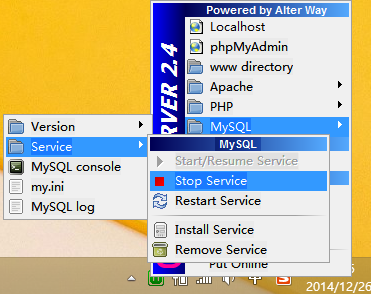 Powered by Alter Way
Localhost
phpMyAdmin
www directory
Apache
PHP
MySQL
RVER 2.4
Version
Service
MySQL console
my.ini
MySQL log
MySQL
Start/Resume Service
Stop Service
Restart Service
Install Service
Remove Service
Put Online
中
2014/12/26